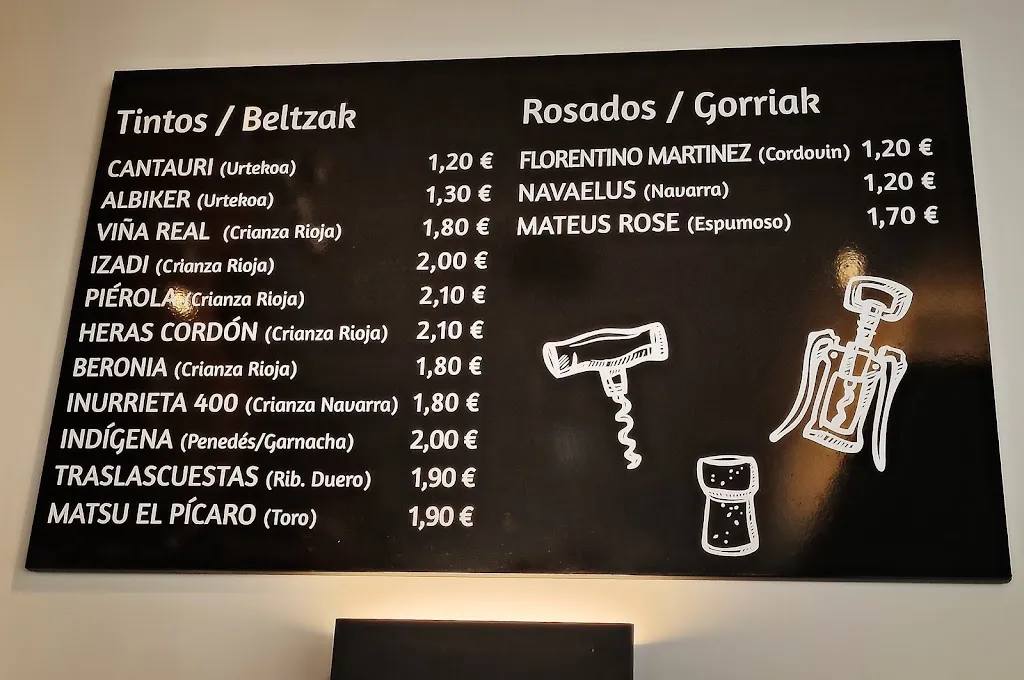 Tintos / Beltzak
CANTAURI (Urtekoa) 1,20 €
ALBIKER (Urtekoa) 1,30 €
VIÑA REAL (Crianza Rioja) 1,80 €
IZADI (Crianza Rioja) 2,00 €
PIÉROLA (Crianza Rioja) 2,10 €
HERAS CORDÓN (Crianza Rioja) 2,10 €
BERONIA (Crianza Rioja) 1,80 €
INURRIETA 400 (Crianza Navarra) 1,80 €
INDÍGENA (Penedés/Garnacha) 2,00 €
TRASLASCUESTAS (Rib. Duero) 1,90 €
MATSU EL PÍCARO (Toro) 1,90 €
Rosados / Gorriak
FLORENTINO MARTINEZ (Cordovin) 1,20 €
NAVAELUS (Navarra) 1,20 €
MATEUS ROSE (Espumoso) 1,70 €